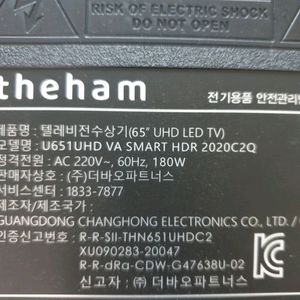 RISK OF ELECTRIC SHOCK
DO NOT OPEN
theham
전기용품 안전관리
제품명 : 텔레비전수상기(65" UHD LED TV)
모델명 : U651UHD VA SMART HDR 2020C2Q
정격전압 : AC 220V~, 60Hz, 180W
판매원 : (주)더바오파트너스
서비스센터 : 1833-7877
제조자/제조국가 :
GUANGDONG CHANGHONG ELECTRONICS CO., LTD /
인증신고번호 : R-R-SII-THN651UHDC2
XU090283-20047
R-R-dRa-CDW-G47638U-02
신고자 : (주)더바오파트너스